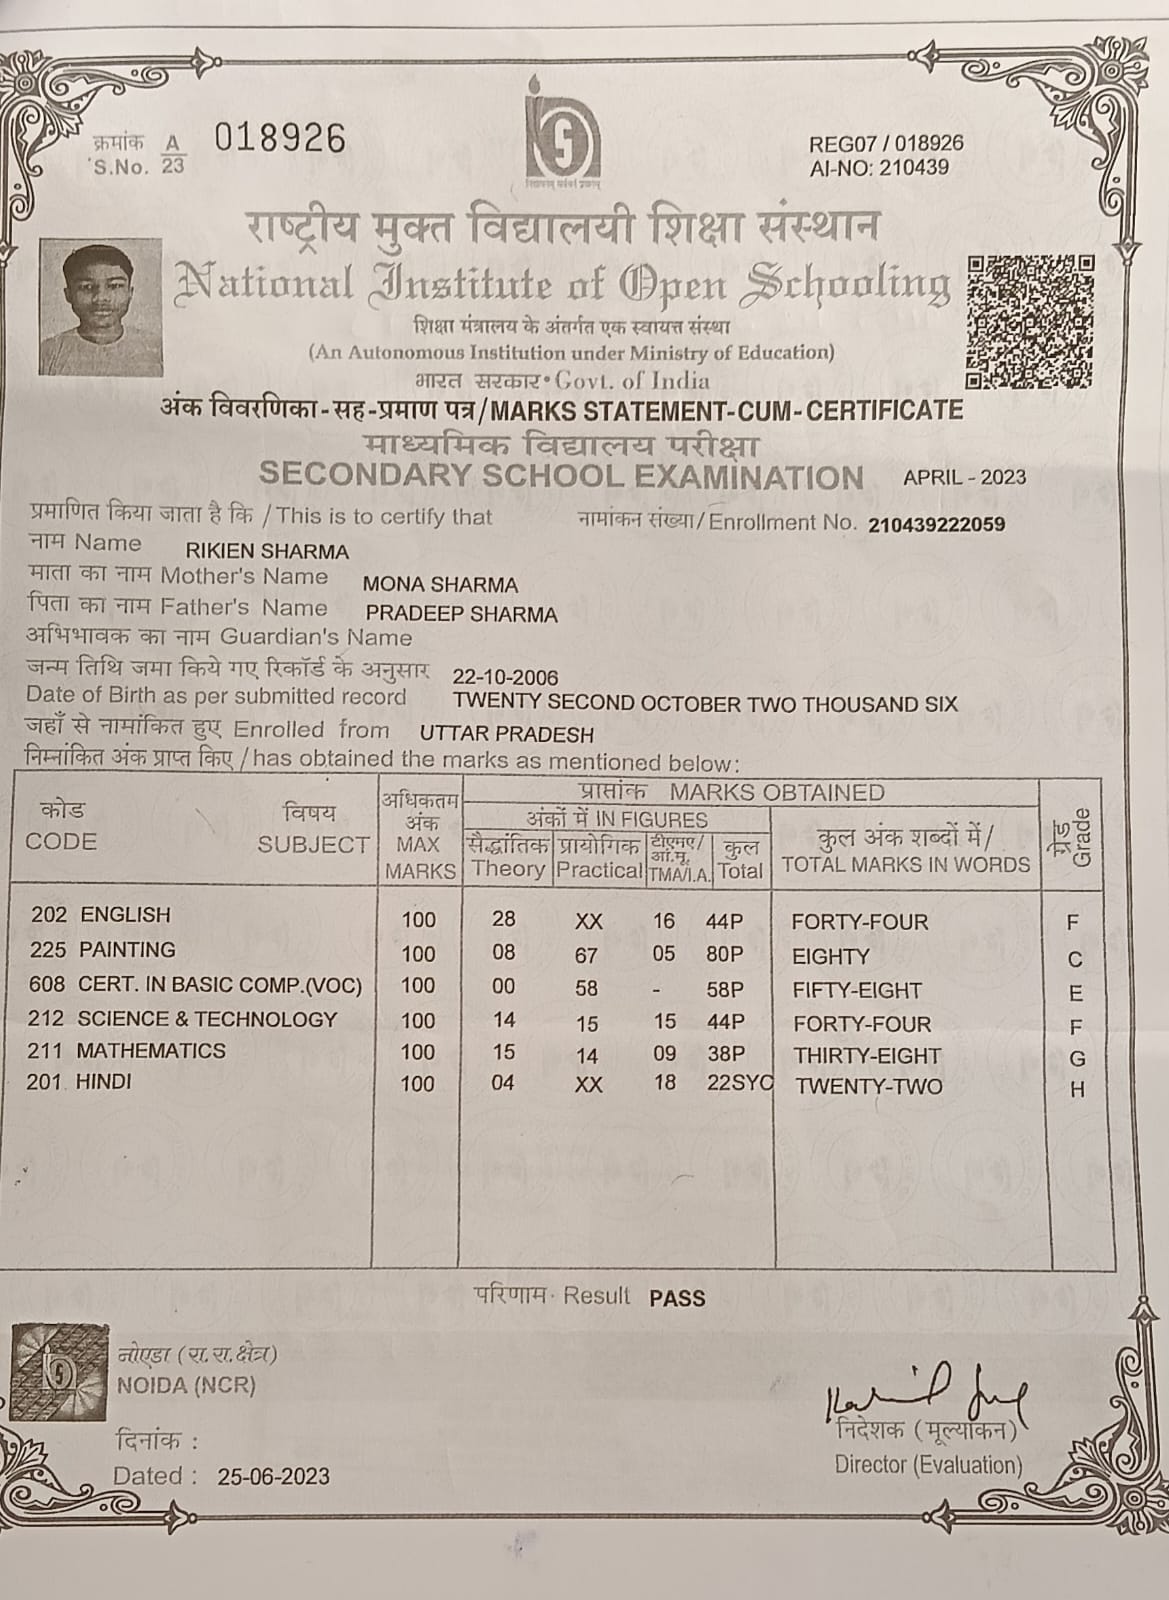 क्रमांक A 018926
S.No. 23
REG07 / 018926
AI-NO: 210439
राष्ट्रीय मुक्त विद्यालयी शिक्षा संस्थान
National Institute of Open Schooling
शिक्षा मंत्रालय के अंतर्गत एक स्वायत्त संस्था
(An Autonomous Institution under Ministry of Education)
भारत सरकार • Govt. of India
अंक विवरणिका-सह-प्रमाण पत्र/MARKS STATEMENT-CUM-CERTIFICATE
माध्यमिक विद्यालय परीक्षा
SECONDARY SCHOOL EXAMINATION APRIL - 2023
प्रमाणित किया जाता है कि / This is to certify that नामांकन संख्या/ Enrollment No. 210439222059
नाम Name RIKIEN SHARMA
माता का नाम Mother's Name MONA SHARMA
पिता का नाम Father's Name PRADEEP SHARMA
अभिभावक का नाम Guardian's Name
जन्म तिथि जमा किये गए रिकॉर्ड के अनुसार 22-10-2006
Date of Birth as per submitted record TWENTY SECOND OCTOBER TWO THOUSAND SIX
जहाँ से नामांकित हुए Enrolled from UTTAR PRADESH
निम्नांकित अंक प्राप्त किए / has obtained the marks as mentioned below:
कोड विषय अधिकतम अंक प्राप्तांक MARKS OBTAINED ग्रेड
CODE SUBJECT MAX MARKS अंकों में IN FIGURES कुल अंक शब्दों में/ Grade
सैद्धांतिक प्रायोगिक टीएमए/आं.मू. कुल TOTAL MARKS IN WORDS
Theory Practical TMA/I.A. Total
202 ENGLISH 100 28 XX 16 44P FORTY-FOUR F
225 PAINTING 100 08 67 05 80P EIGHTY C
608 CERT. IN BASIC COMP.(VOC) 100 00 58 - 58P FIFTY-EIGHT E
212 SCIENCE & TECHNOLOGY 100 14 15 15 44P FORTY-FOUR F
211 MATHEMATICS 100 15 14 09 38P THIRTY-EIGHT G
201 HINDI 100 04 XX 18 22SYC TWENTY-TWO H
परिणाम Result PASS
नोएडा (रा.रा.क्षेत्र)
NOIDA (NCR)
दिनांक :
Dated : 25-06-2023
निदेशक (मूल्यांकन)
Director (Evaluation)